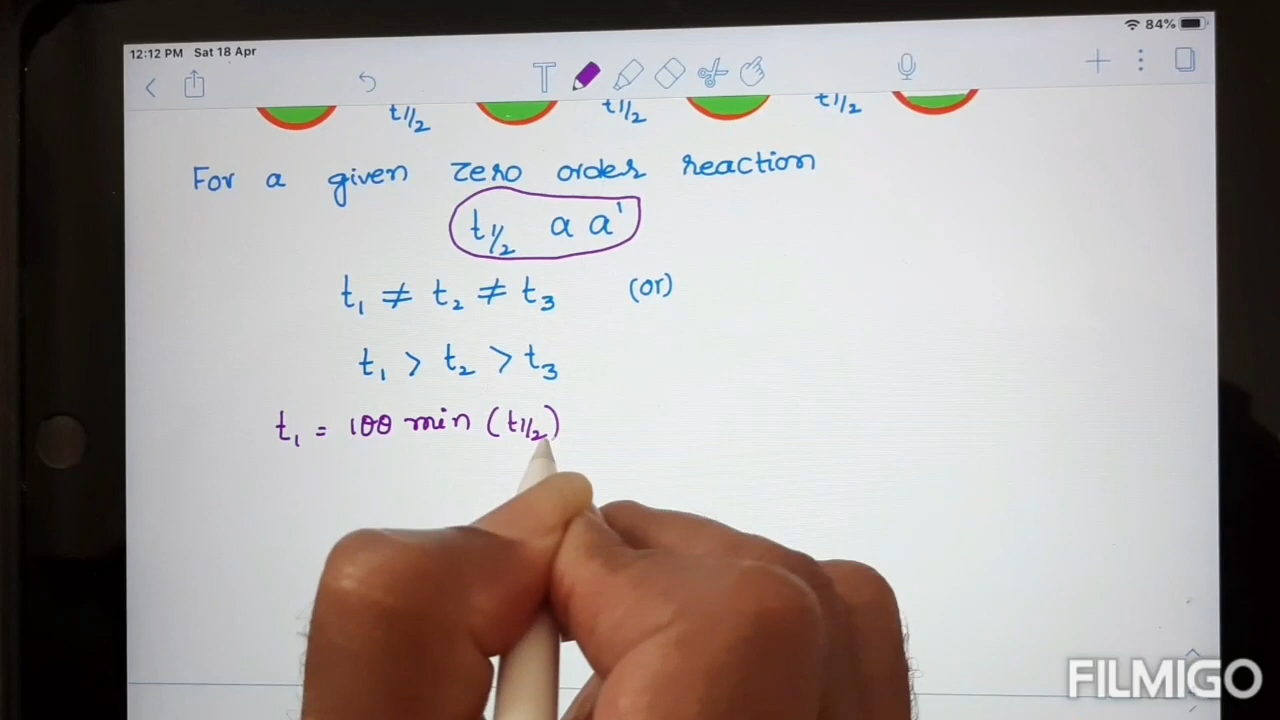 12:12 PM Sat 18 Apr 84%
T
t1/2 t1/2 t1/2
For a given zero order reaction
t1/2 α a¹
t₁ ≠ t₂ ≠ t₃ (or)
t₁ > t₂ > t₃
t₁ = 100 min (t1/2)
FILMIGO